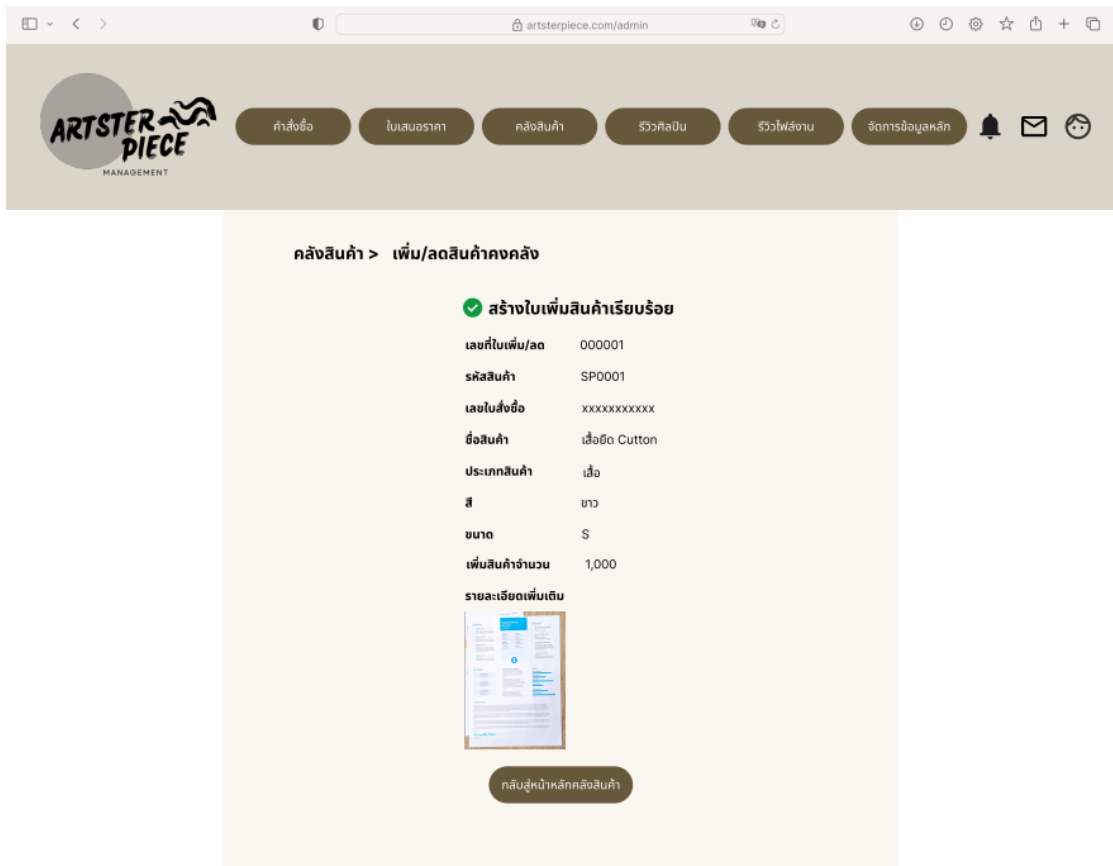 artsterpiece.com/admin
ARTSTER
PIECE
MANAGEMENT
คำสั่งซื้อ
ใบเสนอราคา
คลังสินค้า
รีวิวศิลปิน
รีวิวไฟล์งาน
จัดการข้อมูลหลัก
คลังสินค้า > เพิ่ม/ลดสินค้าคงคลัง
สร้างใบเพิ่มสินค้าเรียบร้อย
เลขที่ใบเพิ่ม/ลด 000001
รหัสสินค้า SP0001
เลขใบสั่งซื้อ xxxxxxxxxxx
ชื่อสินค้า เสื้อยืด Cutton
ประเภทสินค้า เสื้อ
สี ขาว
ขนาด S
เพิ่มสินค้าจำนวน 1,000
รายละเอียดเพิ่มเติม
กลับสู่หน้าหลักคลังสินค้า